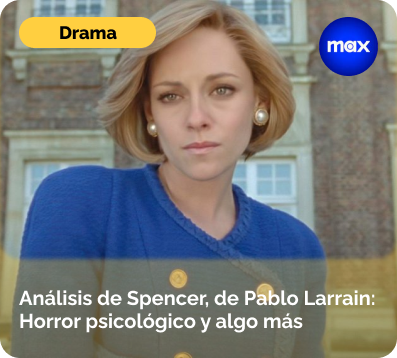 Drama
max
Análisis de Spencer, de Pablo Larrain:
Horror psicológico y algo más